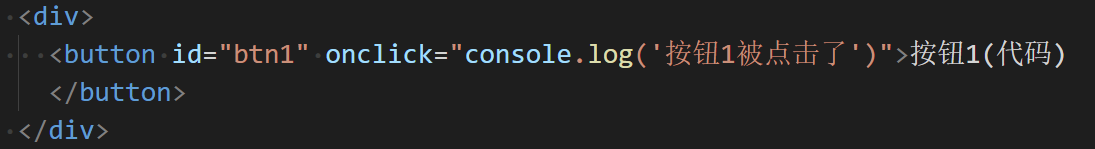 <div>
<button id="btn1" onclick="console.log('按钮1被点击了')">按钮1(代码)
</button>
</div>